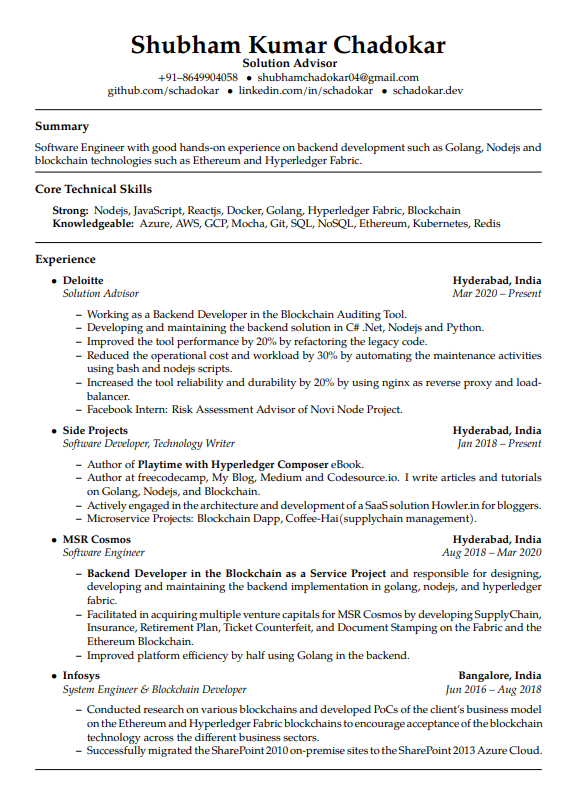 Shubham Kumar Chadokar
Solution Advisor
+91–8649904058 • shubhamchadokar04@gmail.com
github.com/schadokar • linkedin.com/in/schadokar • schadokar.dev
Summary
Software Engineer with good hands-on experience on backend development such as Golang, Nodejs and
blockchain technologies such as Ethereum and Hyperledger Fabric.
Core Technical Skills
Strong: Nodejs, JavaScript, Reactjs, Docker, Golang, Hyperledger Fabric, Blockchain
Knowledgeable: Azure, AWS, GCP, Mocha, Git, SQL, NoSQL, Ethereum, Kubernetes, Redis
Experience
• Deloitte Hyderabad, India
Solution Advisor Mar 2020 – Present
– Working as a Backend Developer in the Blockchain Auditing Tool.
– Developing and maintaining the backend solution in C# .Net, Nodejs and Python.
– Improved the tool performance by 20% by refactoring the legacy code.
– Reduced the operational cost and workload by 30% by automating the maintenance activities
using bash and nodejs scripts.
– Increased the tool reliability and durability by 20% by using nginx as reverse proxy and load-
balancer.
– Facebook Intern: Risk Assessment Advisor of Novi Node Project.
• Side Projects Hyderabad, India
Software Developer, Technology Writer Jan 2018 – Present
– Author of Playtime with Hyperledger Composer eBook.
– Author at freecodecamp, My Blog, Medium and Codesource.io. I write articles and tutorials
on Golang, Nodejs, and Blockchain.
– Actively engaged in the architecture and development of a SaaS solution Howler.in for bloggers.
– Microservice Projects: Blockchain Dapp, Coffee-Hai(supplychain management).
• MSR Cosmos Hyderabad, India
Software Engineer Aug 2018 – Mar 2020
– Backend Developer in the Blockchain as a Service Project and responsible for designing,
developing and maintaining the backend implementation in golang, nodejs, and hyperledger
fabric.
– Facilitated in acquiring multiple venture capitals for MSR Cosmos by developing SupplyChain,
Insurance, Retirement Plan, Ticket Counterfeit, and Document Stamping on the Fabric and the
Ethereum Blockchain.
– Improved platform efficiency by half using Golang in the backend.
• Infosys Bangalore, India
System Engineer & Blockchain Developer Jun 2016 – Aug 2018
– Conducted research on various blockchains and developed PoCs of the client's business model
on the Ethereum and Hyperledger Fabric blockchains to encourage acceptance of the blockchain
technology across the different business sectors.
– Successfully migrated the SharePoint 2010 on-premise sites to the SharePoint 2013 Azure Cloud.